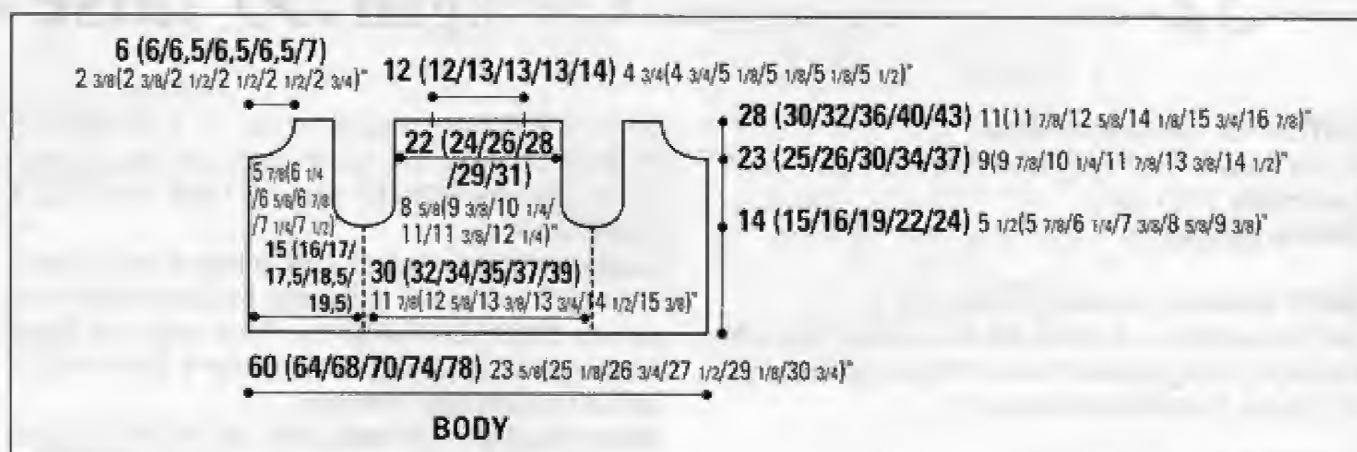 6 (6/6,5/6,5/6,5/7)
2 3/8(2 3/8/2 1/2/2 1/2/2 1/2/2 3/4)"
12 (12/13/13/13/14) 4 3/4(4 3/4/5 1/8/5 1/8/5 1/8/5 1/2)"
28 (30/32/36/40/43) 11(11 7/8/12 5/8/14 1/8/15 3/4/16 7/8)"
22 (24/26/28
/29/31)
8 5/8(9 3/8/10 1/4/
11/11 3/8/12 1/4)"
23 (25/26/30/34/37) 9(9 7/8/10 1/4/11 7/8/13 3/8/14 1/2)"
5 7/8(6 1/4
/6 5/8/6 7/8
/7 1/4/7 1/2)
15 (16/17/
17,5/18,5/
19,5)
14 (15/16/19/22/24) 5 1/2(5 7/8/6 1/4/7 3/8/8 5/8/9 3/8)"
30 (32/34/35/37/39)
11 7/8(12 5/8/13 3/8/13 3/4/14 1/2/15 3/8)"
60 (64/68/70/74/78) 23 5/8(25 1/8/26 3/4/27 1/2/29 1/8/30 3/4)"
BODY